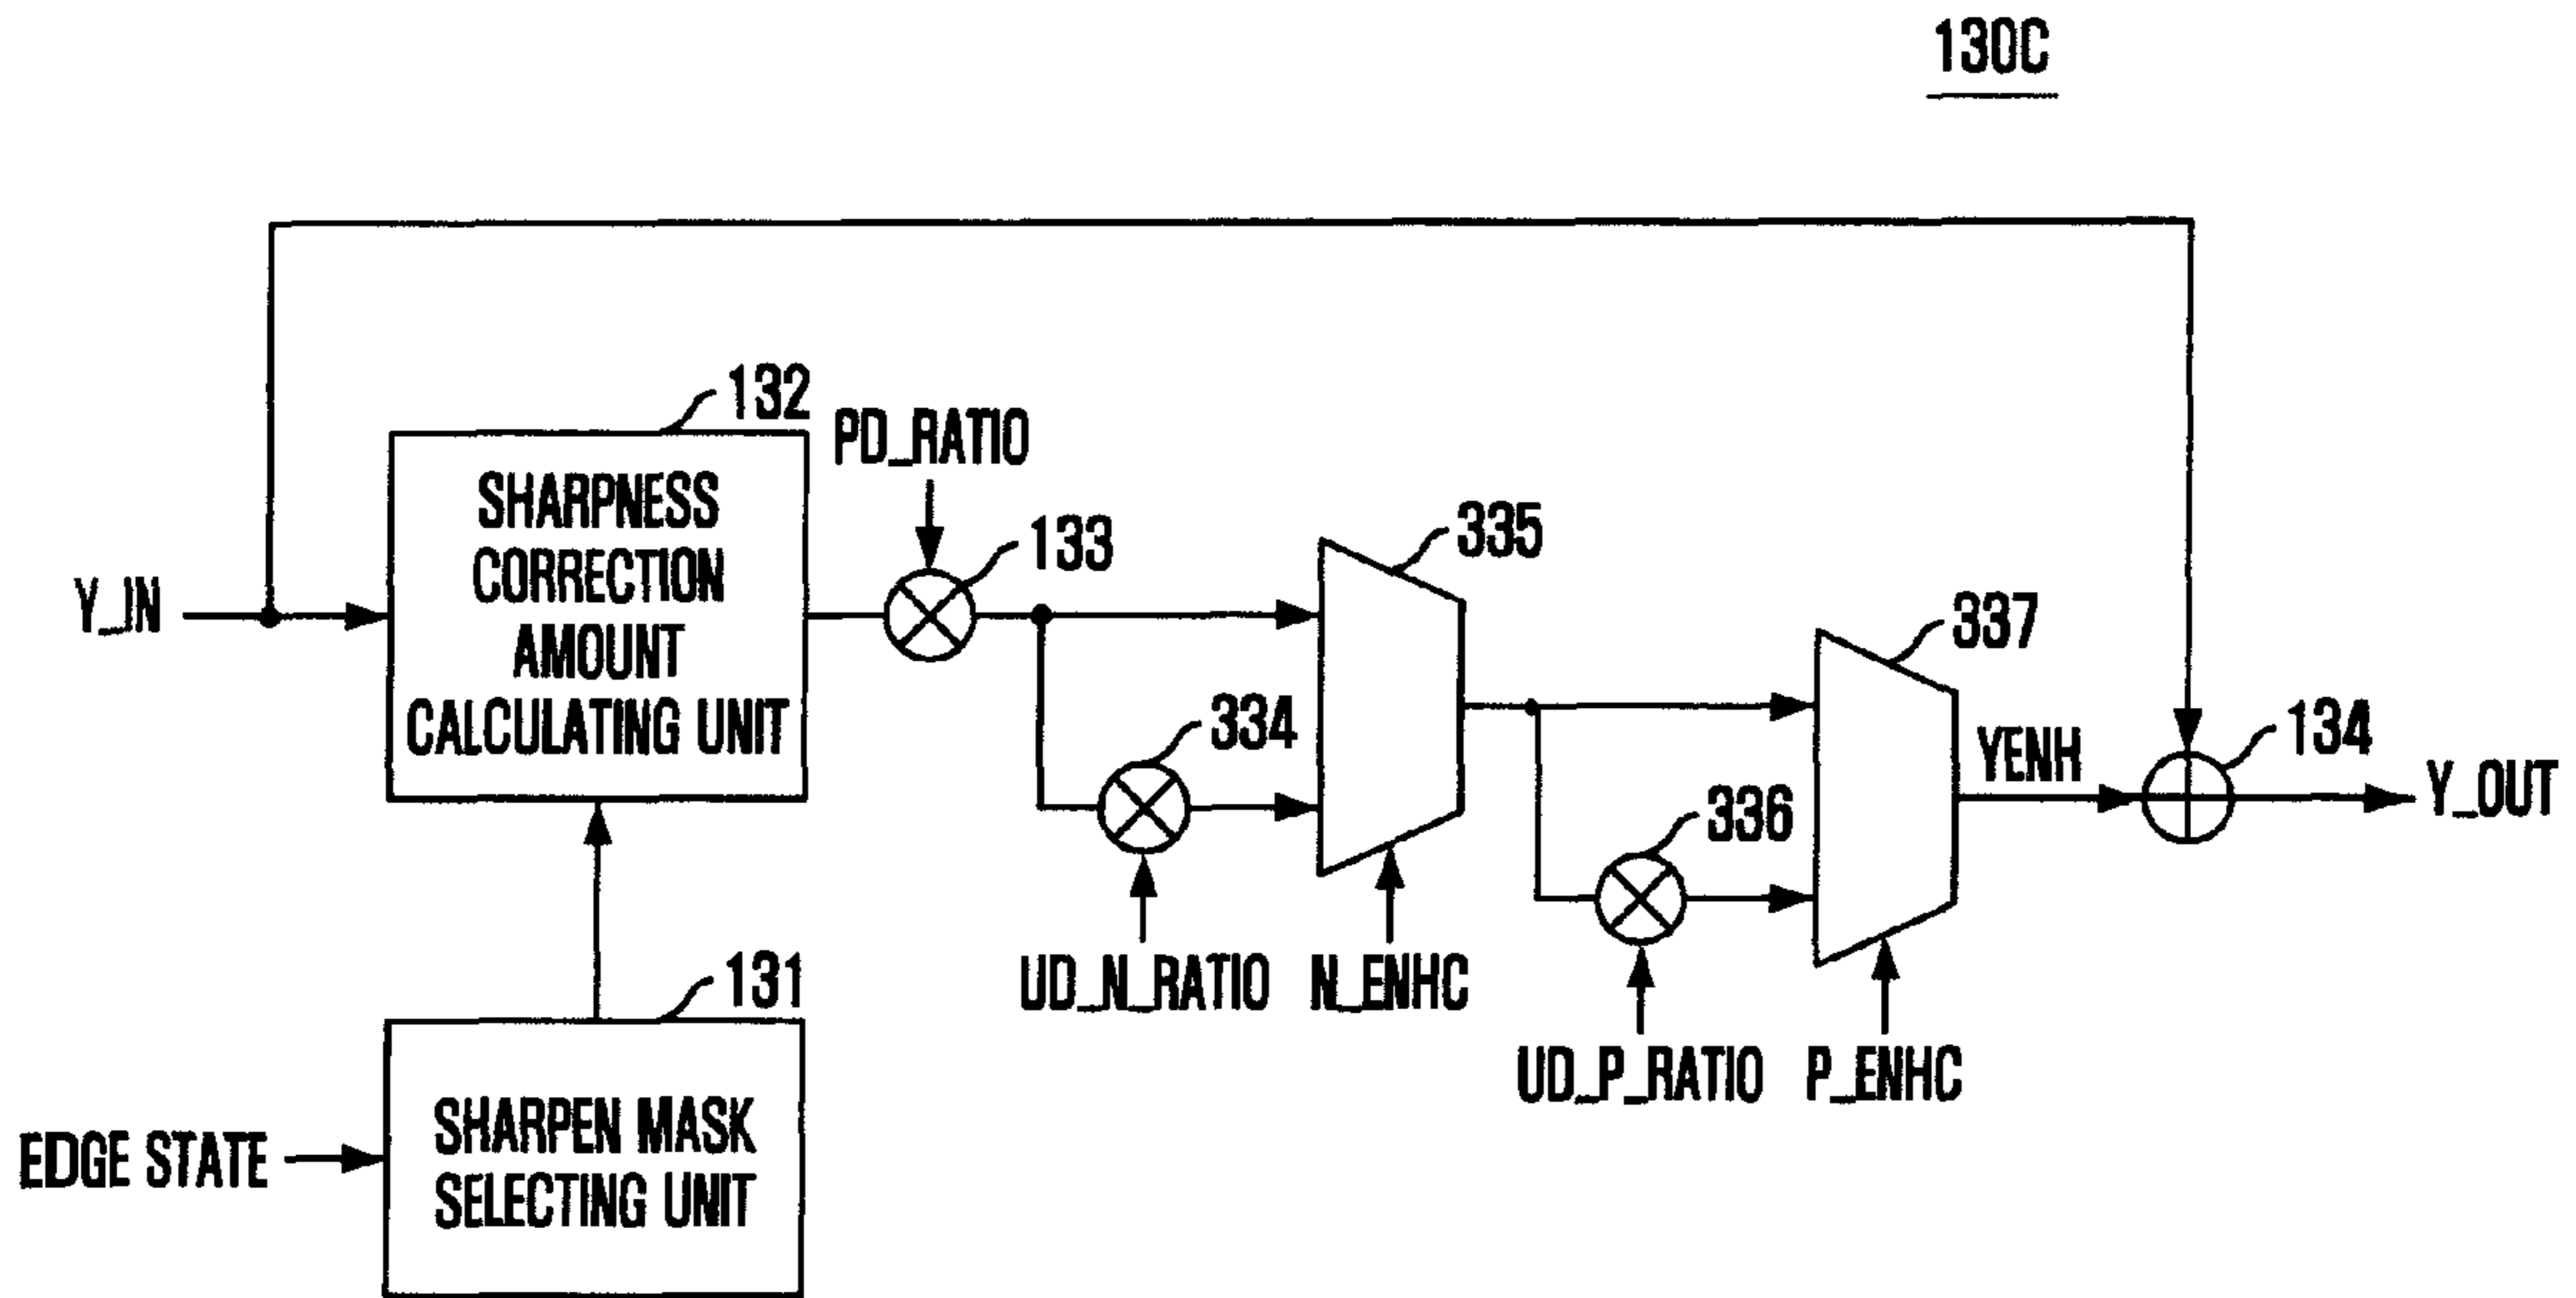 130C
132
PD_RATIO
SHARPNESS
CORRECTION
AMOUNT
CALCULATING UNIT
133
335
Y_IN
337
334
134
YENH
Y_OUT
336
UD_N_RATIO
N_ENHC
131
UD_P_RATIO
P_ENHC
EDGE STATE
SHARPEN MASK
SELECTING UNIT